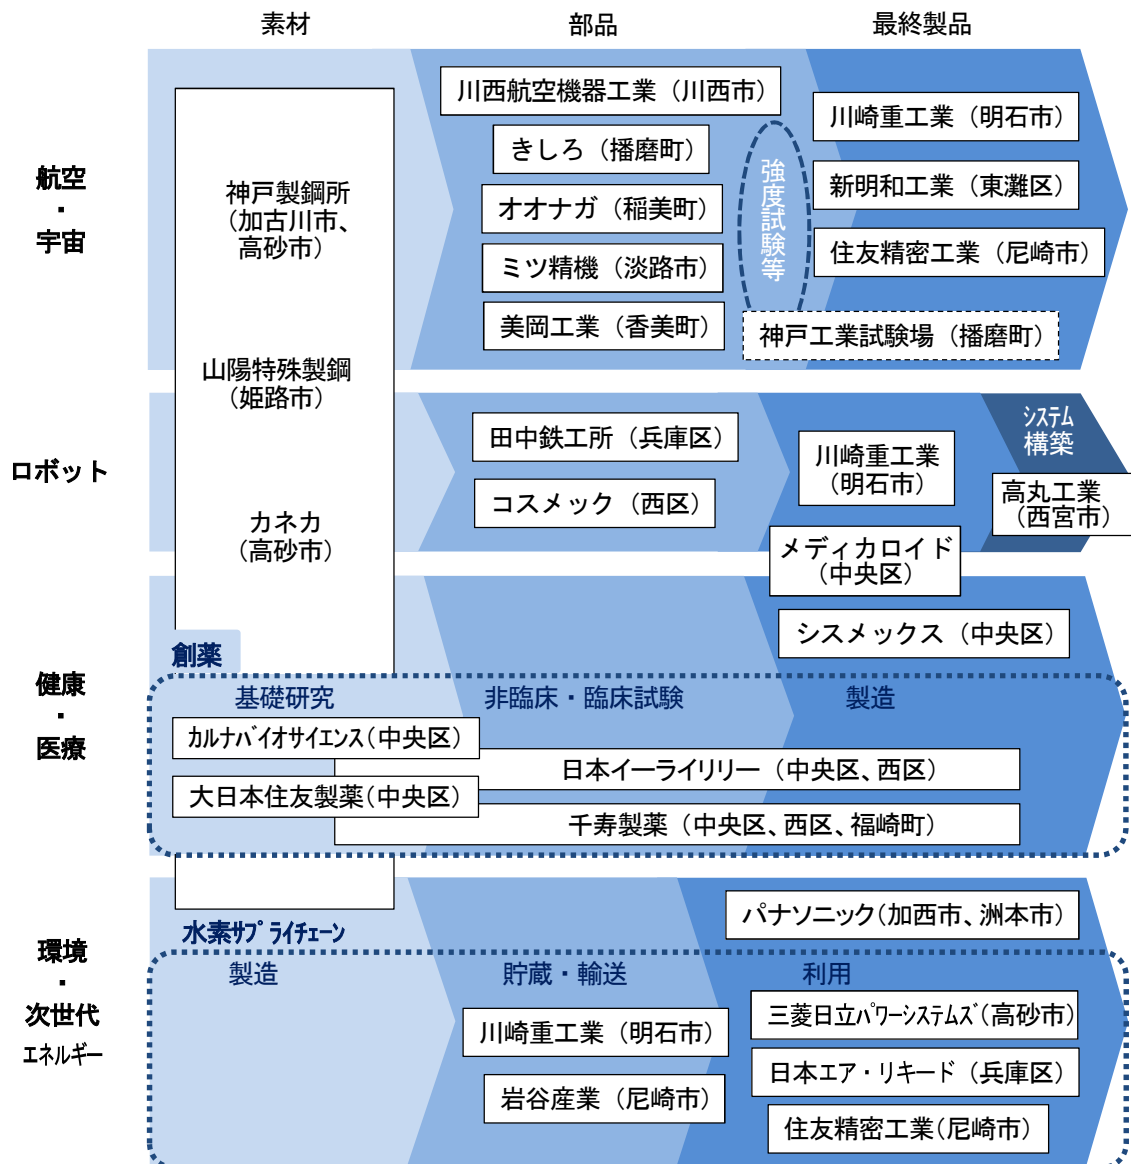 素材
部品
最終製品
航空
・
宇宙
神戸製鋼所
(加古川市、
高砂市)
山陽特殊製鋼
(姫路市)
カネカ
(高砂市)
川西航空機器工業（川西市）
きしろ（播磨町）
オオナガ（稲美町）
ミツ精機（淡路市）
美岡工業（香美町）
強度試験等
川崎重工業（明石市）
新明和工業（東灘区）
住友精密工業（尼崎市）
神戸工業試験場（播磨町）
ロボット
田中鉄工所（兵庫区）
コスメック（西区）
川崎重工業
（明石市）
システム
構築
高丸工業
（西宮市）
メディカロイド
（中央区）
健康
・
医療
シスメックス（中央区）
創薬
基礎研究
非臨床・臨床試験
製造
カルナバイオサイエンス(中央区)
日本イーライリリー（中央区、西区）
大日本住友製薬(中央区)
千寿製薬（中央区、西区、福崎町）
環境
・
次世代
エネルギー
パナソニック(加西市、洲本市)
水素サプライチェーン
製造
貯蔵・輸送
利用
川崎重工業（明石市）
岩谷産業（尼崎市）
三菱日立パワーシステムズ(高砂市)
日本エア・リキード（兵庫区）
住友精密工業(尼崎市)